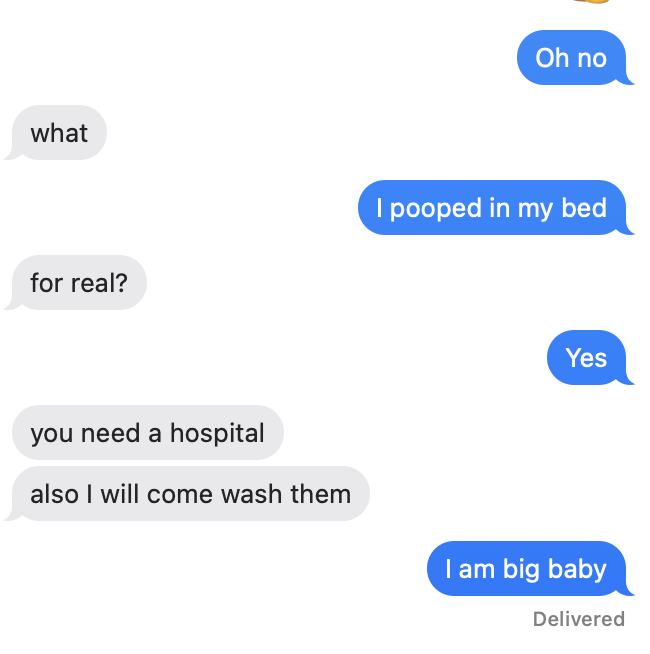 Oh no
what
I pooped in my bed
for real?
Yes
you need a hospital
also I will come wash them
I am big baby
Delivered